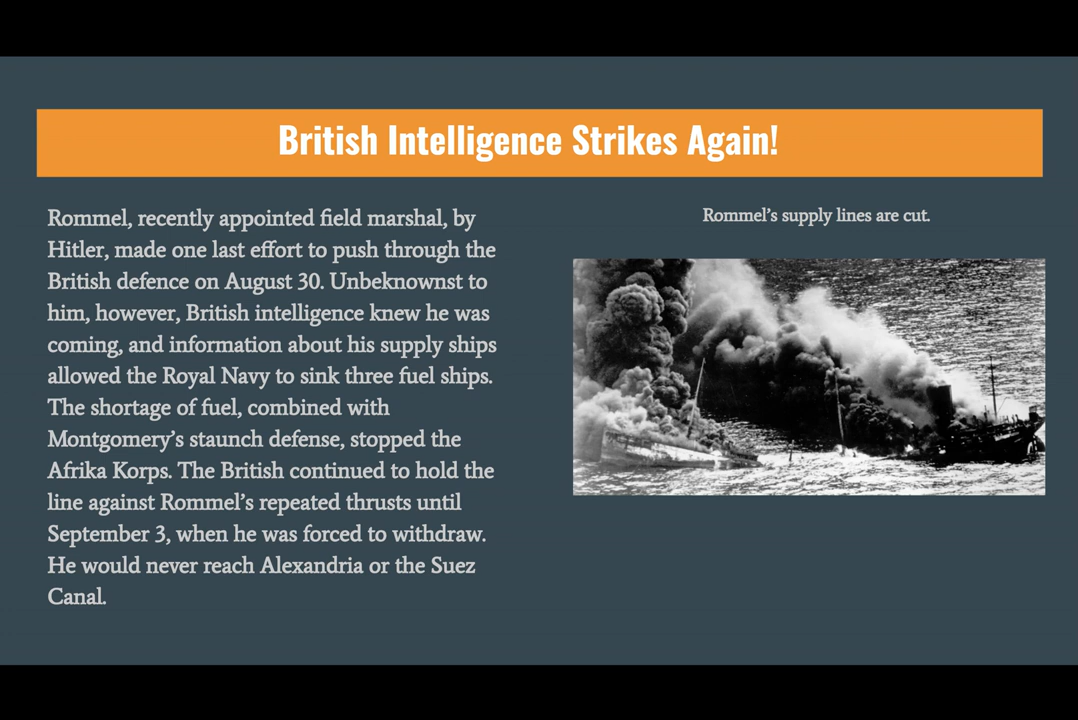 British Intelligence Strikes Again!
Rommel, recently appointed field marshal, by
Hitler, made one last effort to push through the
British defence on August 30. Unbeknownst to
him, however, British intelligence knew he was
coming, and information about his supply ships
allowed the Royal Navy to sink three fuel ships.
The shortage of fuel, combined with
Montgomery's staunch defense, stopped the
Afrika Korps. The British continued to hold the
line against Rommel's repeated thrusts until
September 3, when he was forced to withdraw.
He would never reach Alexandria or the Suez
Canal.
Rommel's supply lines are cut.